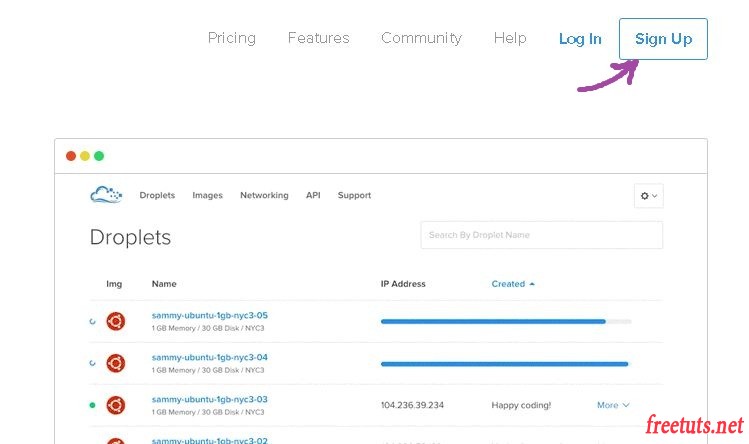 Pricing Features Community Help Log In Sign Up
Droplets Images Networking API Support
Droplets
Search By Droplet Name
Img Name IP Address Created
sammy-ubuntu-1gb-nyc3-05
1 GB Memory / 30 GB Disk / NYC3
sammy-ubuntu-1gb-nyc3-04
1 GB Memory / 30 GB Disk / NYC3
sammy-ubuntu-1gb-nyc3-03
1 GB Memory / 30 GB Disk / NYC3
104.236.39.234 Happy coding! More
sammy-ubuntu-1gb-nyc3-02
freetuts.net